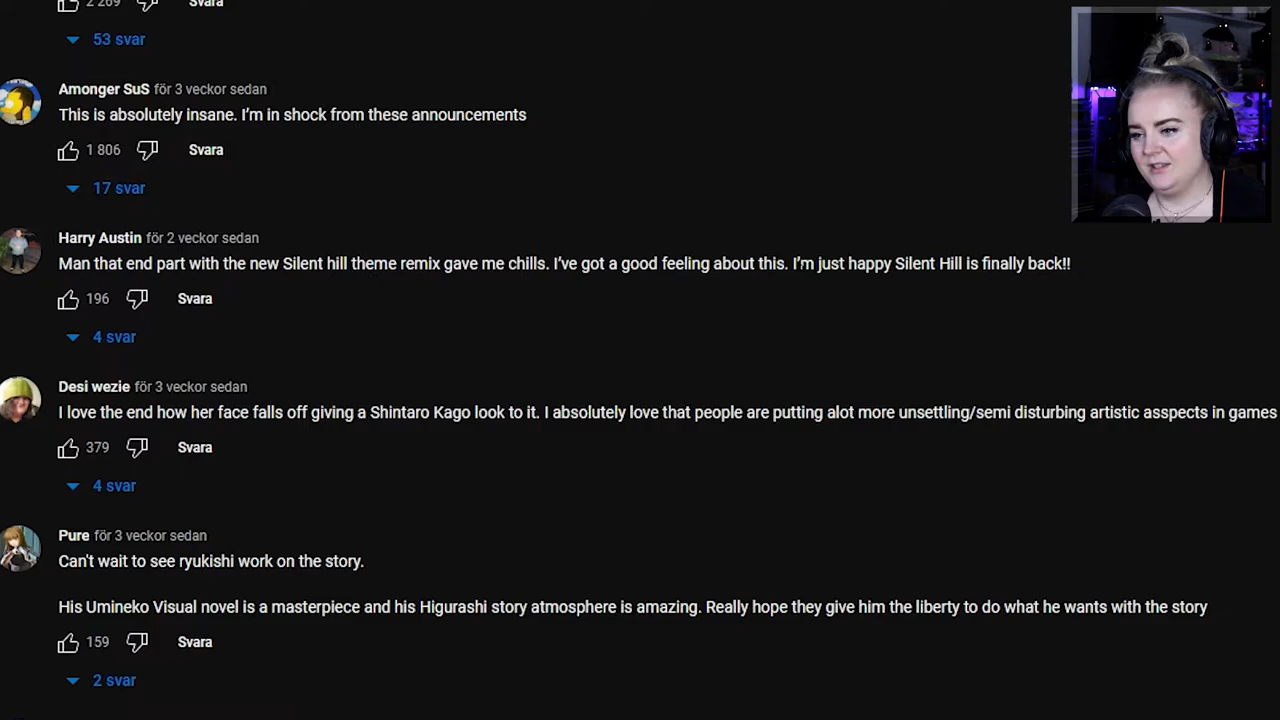 2 269 Svara
53 svar
Amonger SuS för 3 veckor sedan
This is absolutely insane. I’m in shock from these announcements
1 806 Svara
17 svar
Harry Austin för 2 veckor sedan
Man that end part with the new Silent hill theme remix gave me chills. I’ve got a good feeling about this. I’m just happy Silent Hill is finally back!!
196 Svara
4 svar
Desi wezie för 3 veckor sedan
I love the end how her face falls off giving a Shintaro Kago look to it. I absolutely love that people are putting alot more unsettling/semi disturbing artistic asspects in games
379 Svara
4 svar
Pure för 3 veckor sedan
Can't wait to see ryukishi work on the story.
His Umineko Visual novel is a masterpiece and his Higurashi story atmosphere is amazing. Really hope they give him the liberty to do what he wants with the story
159 Svara
2 svar